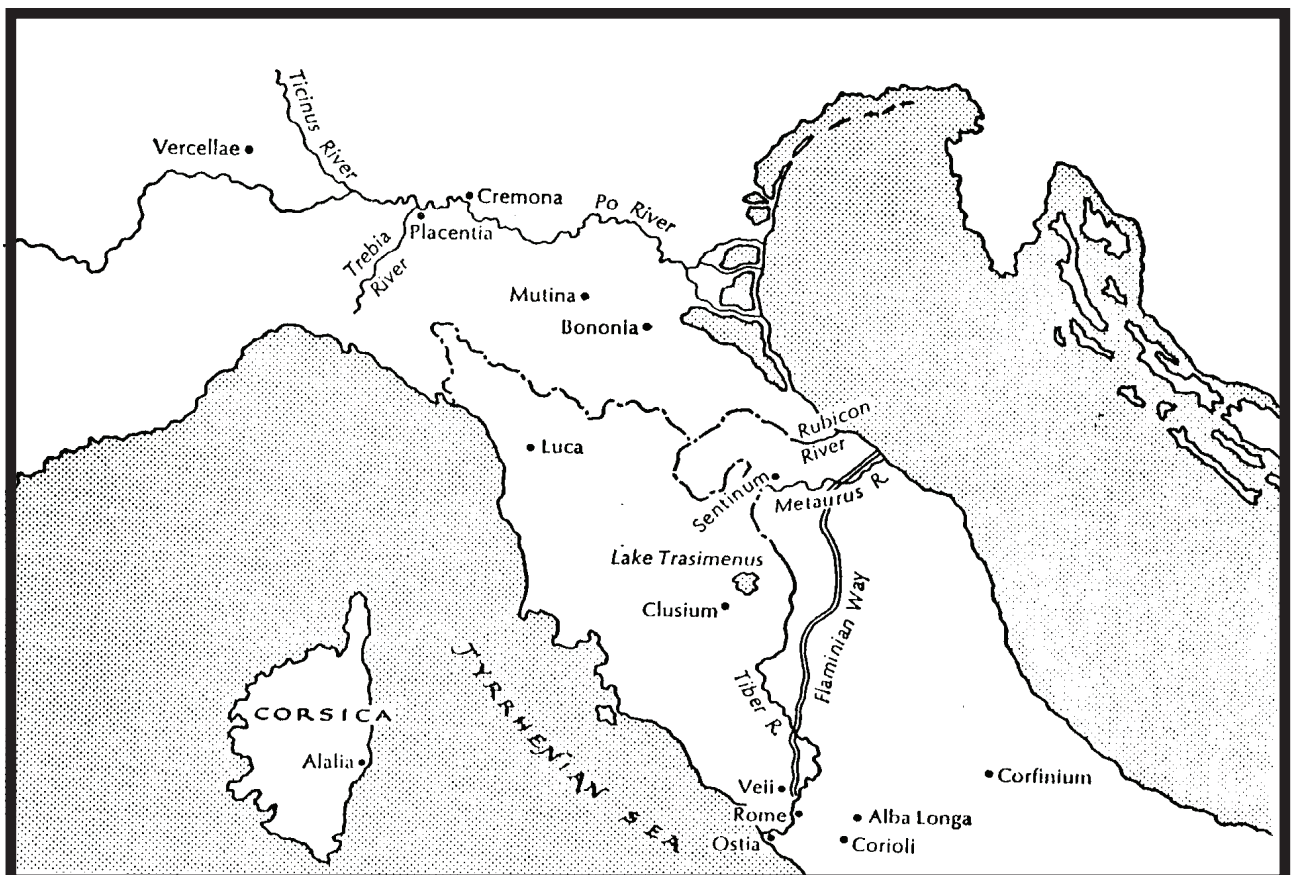 Ticinus River
Vercellae
Cremona
Po River
Placentia
Trebia
River
Mutina
Bononia
Rubicon
River
Luca
Sentinum
Metaurus R.
Lake Trasimenus
Clusium
Flaminian Way
Tiber R.
TYRRHENIAN SEA
CORSICA
Alalia
Corfinium
Veii
Rome
Alba Longa
Ostia
Corioli